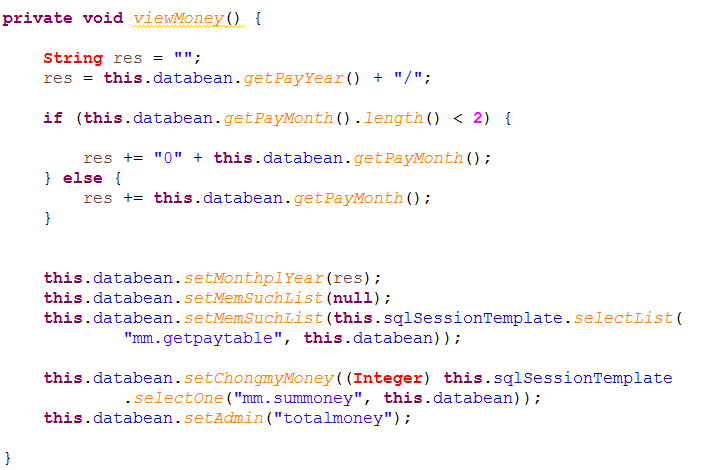 private void viewMoney() {
String res = "";
res = this.databean.getPayYear() + "/";
if (this.databean.getPayMonth().length() < 2) {
res += "0" + this.databean.getPayMonth();
} else {
res += this.databean.getPayMonth();
}
this.databean.setMonthplYear(res);
this.databean.setMemSuchList(null);
this.databean.setMemSuchList(this.sqlSessionTemplate.selectList(
"mm.getpaytable", this.databean));
this.databean.setChongmyMoney((Integer) this.sqlSessionTemplate
.selectOne("mm.summoney", this.databean));
this.databean.setAdmin("totalmoney");
}